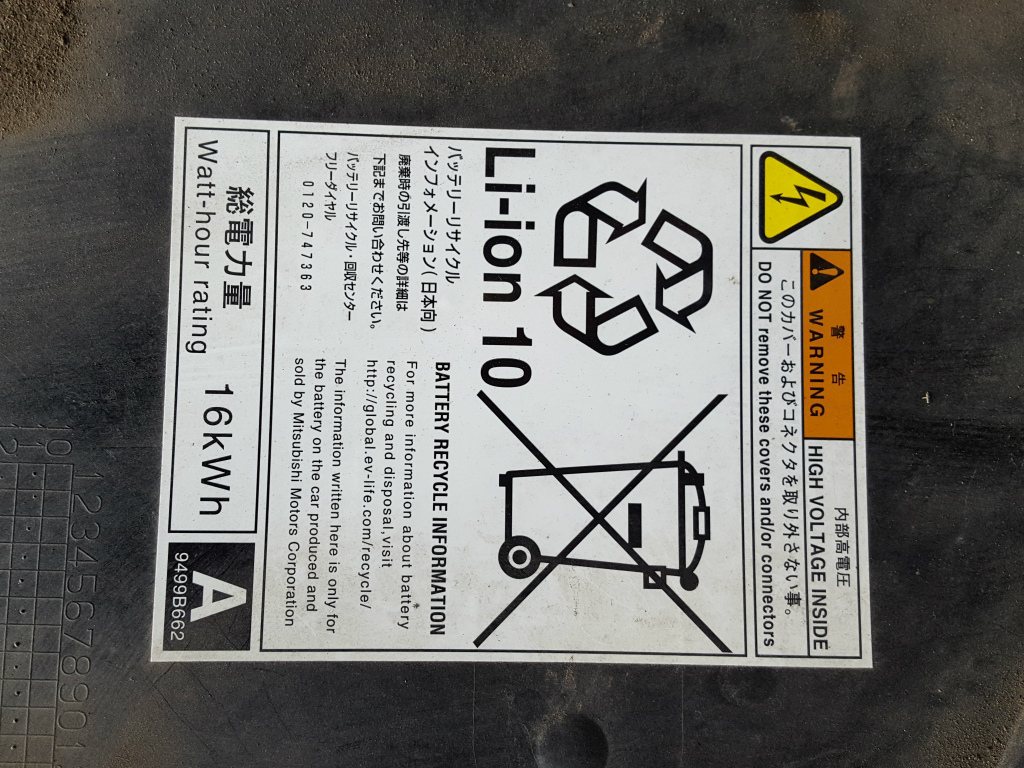 警告
WARNING
内部高電圧
HIGH VOLTAGE INSIDE
このカバーおよびコネクタを取り外さない事。
DO NOT remove these covers and/or connectors
Li-ion 10
バッテリーリサイクル
インフォメーション(日本向)
廃棄時の引渡し先等の詳細は
下記までお問い合わせください。
バッテリーリサイクル・回収センター
フリーダイヤル
0120-747363
BATTERY RECYCLE INFORMATION
For more information about battery
recycling and disposal,visit
http://global.ev-life.com/recycle/
The information written here is only for
the battery on the car produced and
sold by Mitsubishi Motors Corporation
総電力量
Watt-hour rating
16kWh
A
9499B662
12345678901